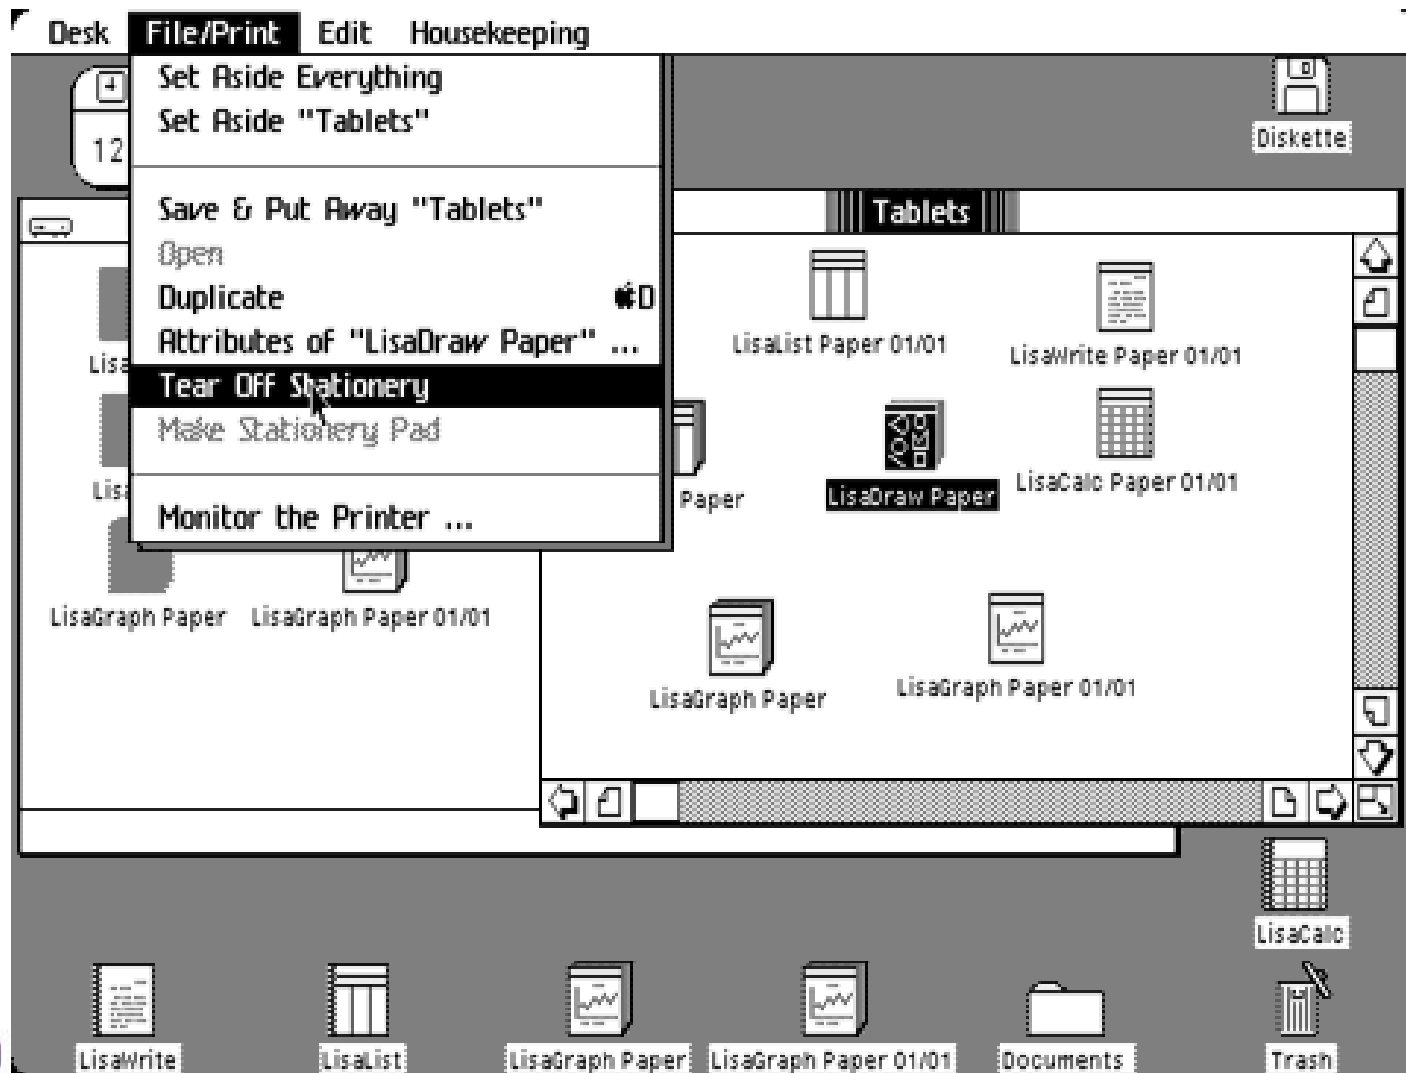 Desk File/Print Edit Housekeeping
Set Aside Everything
Set Aside "Tablets"
Save & Put Away "Tablets"
Open
Duplicate D
Attributes of "LisaDraw Paper" ...
Tear Off Stationery
Make Stationery Pad
Monitor the Printer ...
12
Diskette
Tablets
LisaList Paper 01/01
LisaWrite Paper 01/01
Paper
LisaDraw Paper
LisaCalc Paper 01/01
LisaGraph Paper
LisaGraph Paper 01/01
Lisa
Lisa
LisaGraph Paper
LisaGraph Paper 01/01
LisaCalc
LisaWrite
LisaList
LisaGraph Paper
LisaGraph Paper 01/01
Documents
Trash